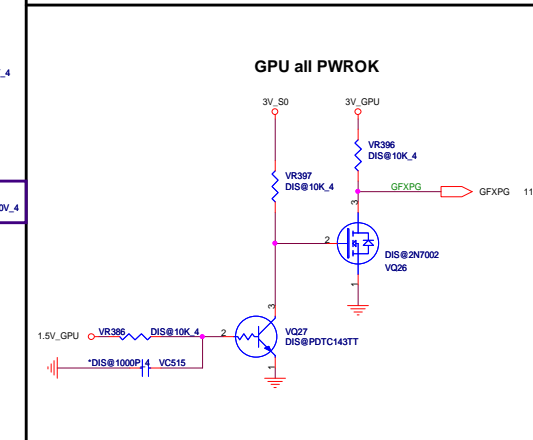 GPU all PWROK
_4
3V_S0
3V_GPU
VR396
DIS@10K_4
VR397
DIS@10K_4
GFXPG
GFXPG 11
3
0V_4
2
DIS@2N7002
VQ26
1
3
1.5V_GPU
VR386
DIS@10K_4
2
VQ27
DIS@PDTC143TT
*DIS@1000P_4
VC515
1